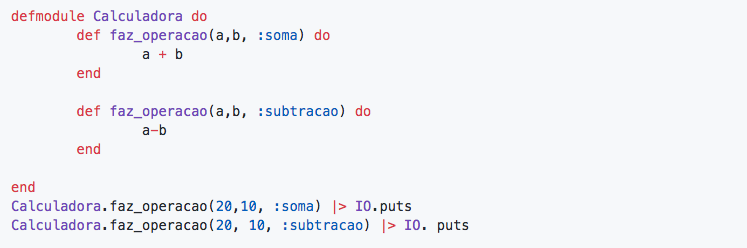 defmodule Calculadora do
def faz_operacao(a,b, :soma) do
a + b
end
def faz_operacao(a,b, :subtracao) do
a-b
end
end
Calculadora.faz_operacao(20,10, :soma) |> IO.puts
Calculadora.faz_operacao(20, 10, :subtracao) |> IO. puts